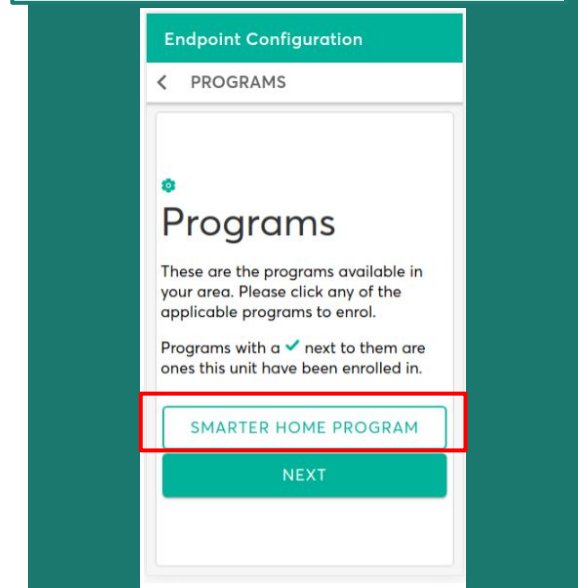 Endpoint Configuration
PROGRAMS
Programs
These are the programs available in
your area. Please click any of the
applicable programs to enrol.
Programs with a ✓ next to them are
ones this unit have been enrolled in.
SMARTER HOME PROGRAM
NEXT